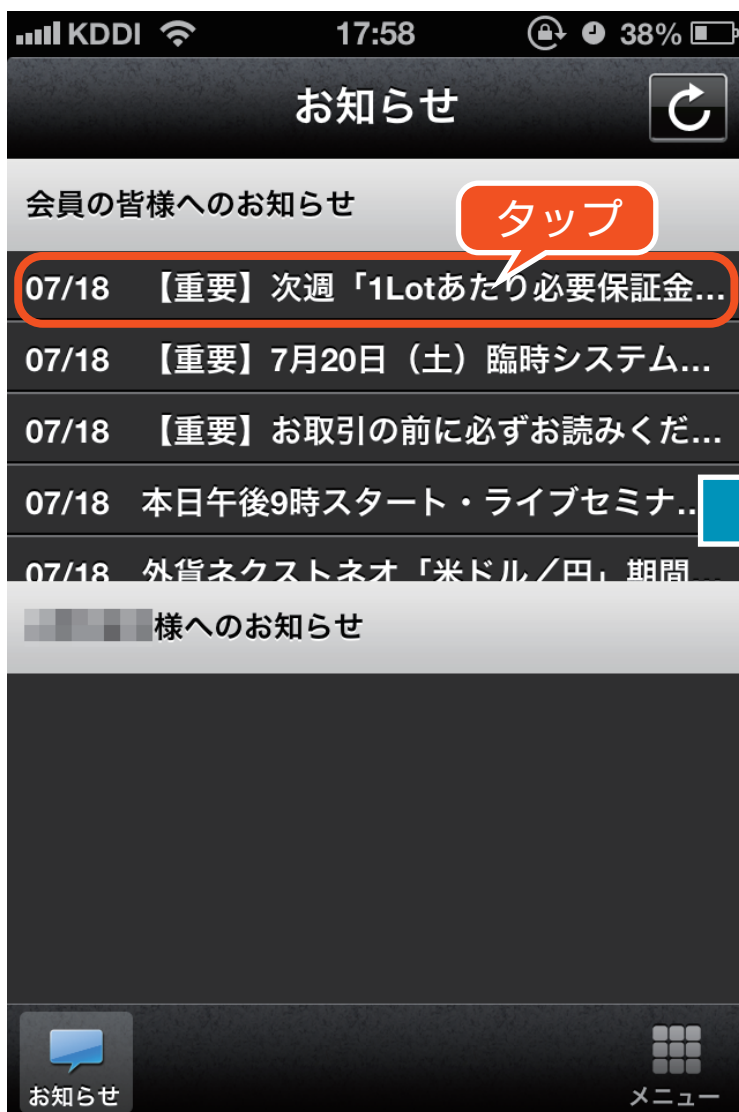 KDDI 17:58 38%
お知らせ
会員の皆様へのお知らせ
タップ
07/18 【重要】次週「1Lotあたり必要保証金...
07/18 【重要】7月20日（土）臨時システム...
07/18 【重要】お取引の前に必ずお読みくだ...
07/18 本日午後9時スタート・ライブセミナ...
07/18 外貨ネクストネオ「米ドル／円」期間...
様へのお知らせ
お知らせ メニュー